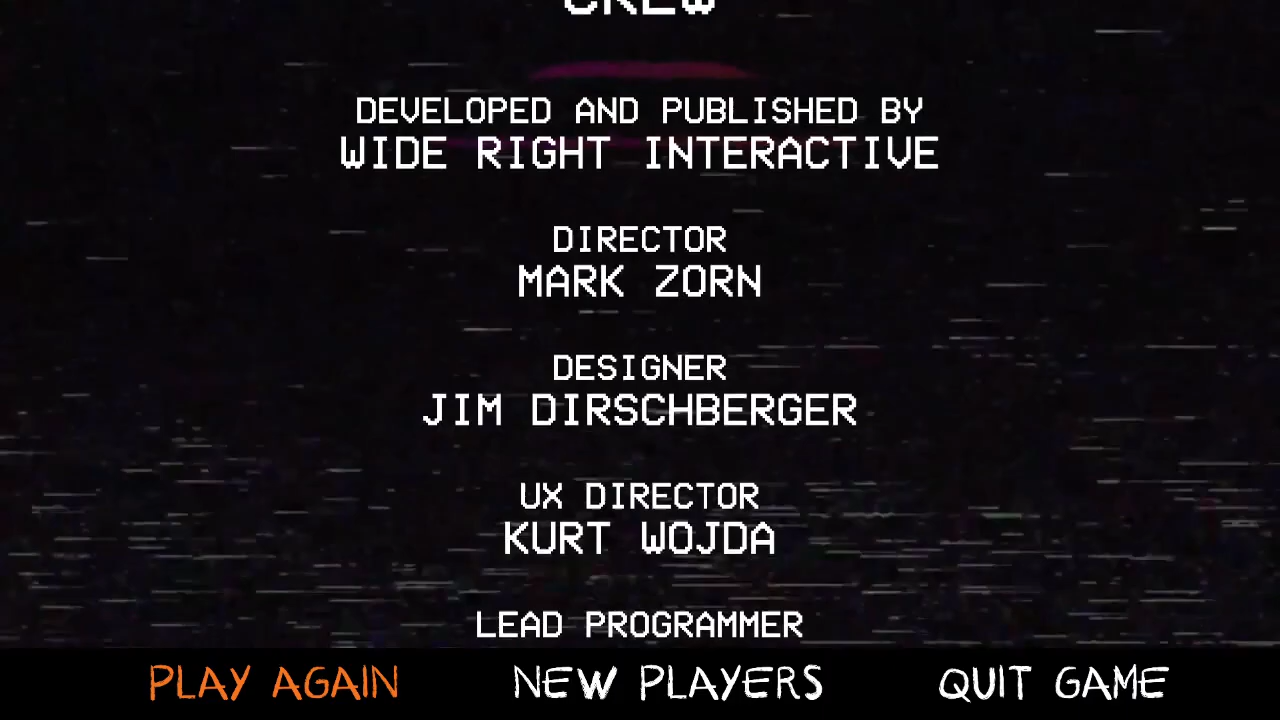 CREW
DEVELOPED AND PUBLISHED BY
WIDE RIGHT INTERACTIVE
DIRECTOR
MARK ZORN
DESIGNER
JIM DIRSCHBERGER
UX DIRECTOR
KURT WOJDA
LEAD PROGRAMMER
PLAY AGAIN NEW PLAYERS QUIT GAME